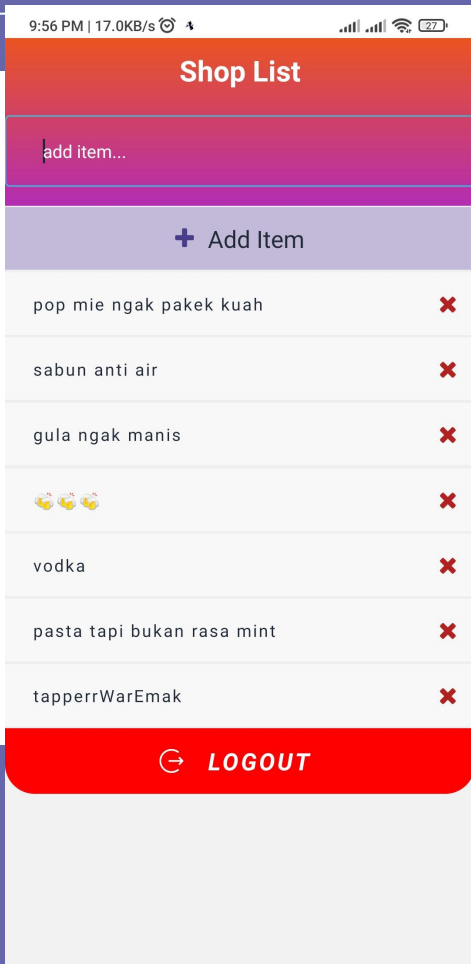 9:56 PM | 17.0KB/s
27
Shop List
add item...
Add Item
pop mie ngak pakek kuah
sabun anti air
gula ngak manis
🍻🍻🍻
vodka
pasta tapi bukan rasa mint
tapperrWarEmak
LOGOUT